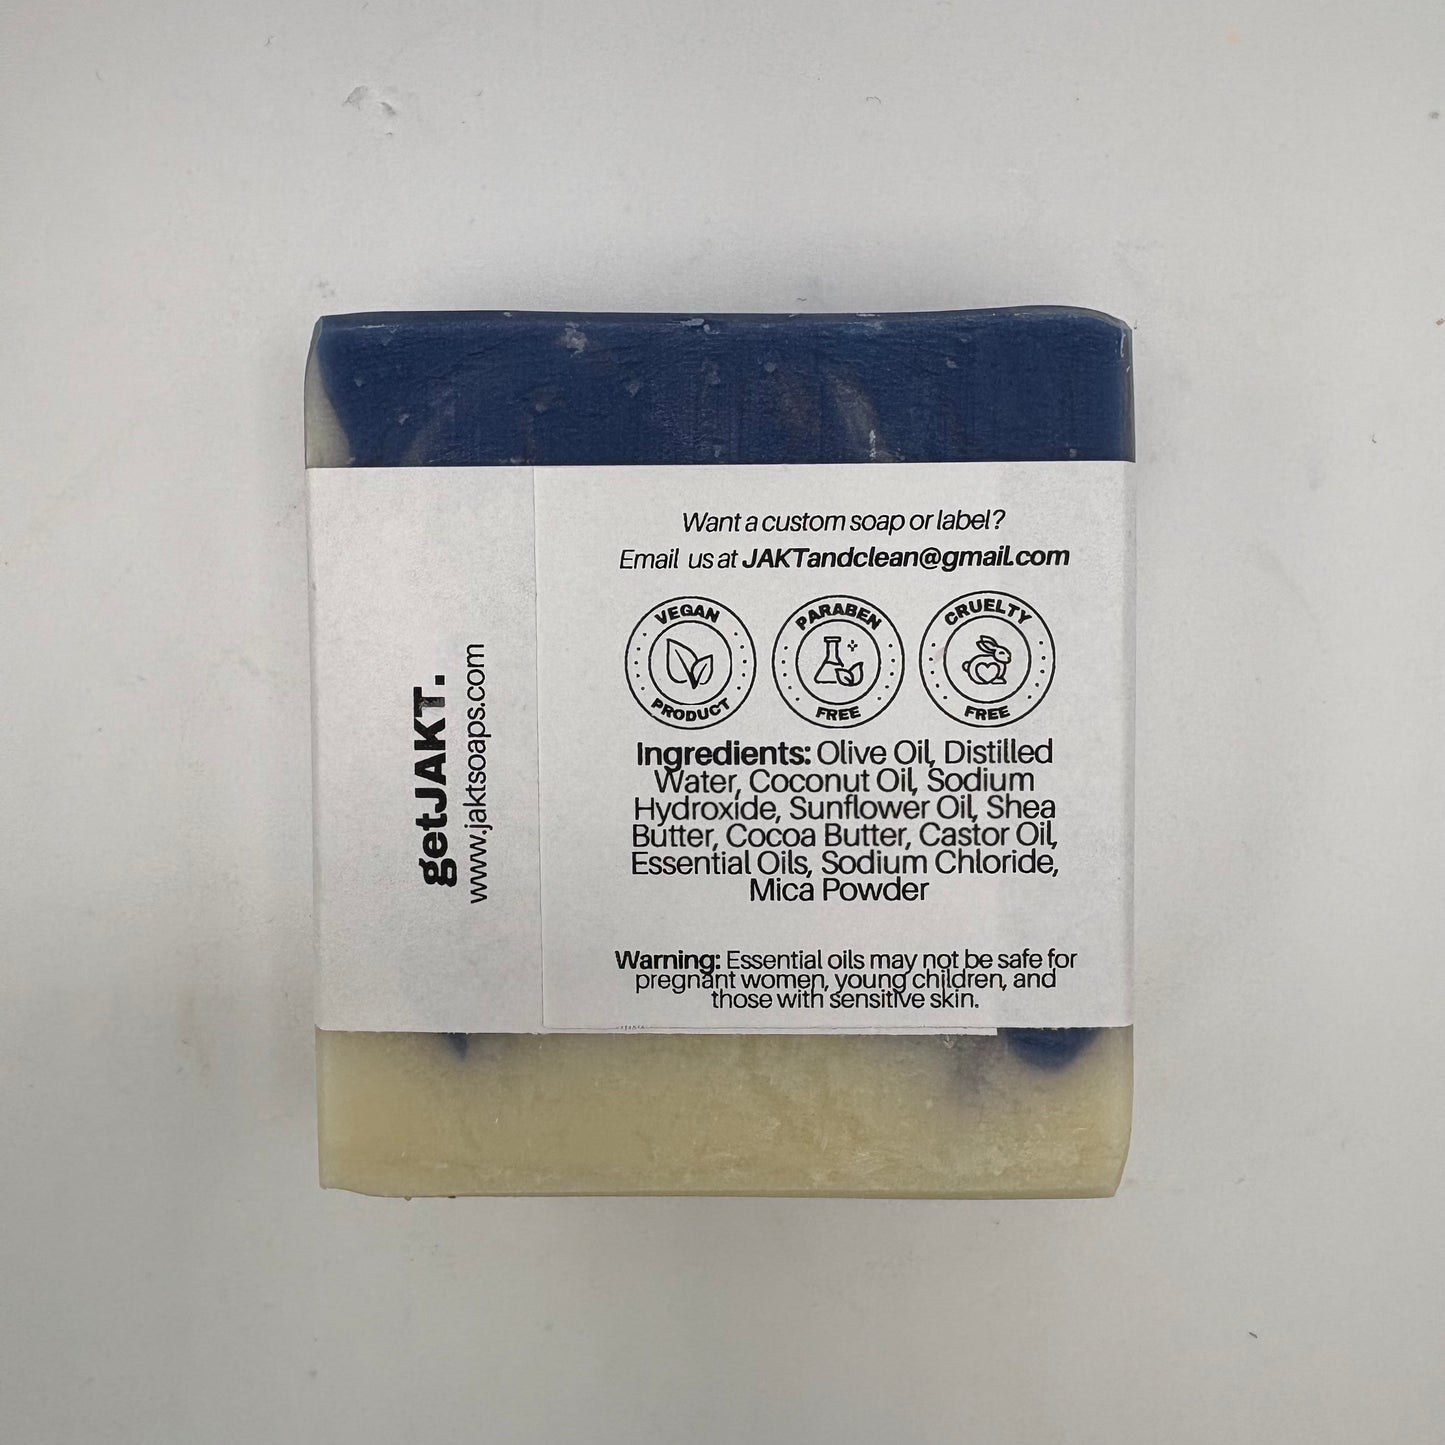 getJAKT.
www.jaktsoaps.com
Want a custom soap or label?
Email us at JAKTandclean@gmail.com
VEGAN
PRODUCT
PARABEN
FREE
CRUELTY
FREE
Ingredients: Olive Oil, Distilled
Water, Coconut Oil, Sodium
Hydroxide, Sunflower Oil, Shea
Butter, Cocoa Butter, Castor Oil,
Essential Oils, Sodium Chloride,
Mica Powder
Warning: Essential oils may not be safe for
pregnant women, young children, and
those with sensitive skin.